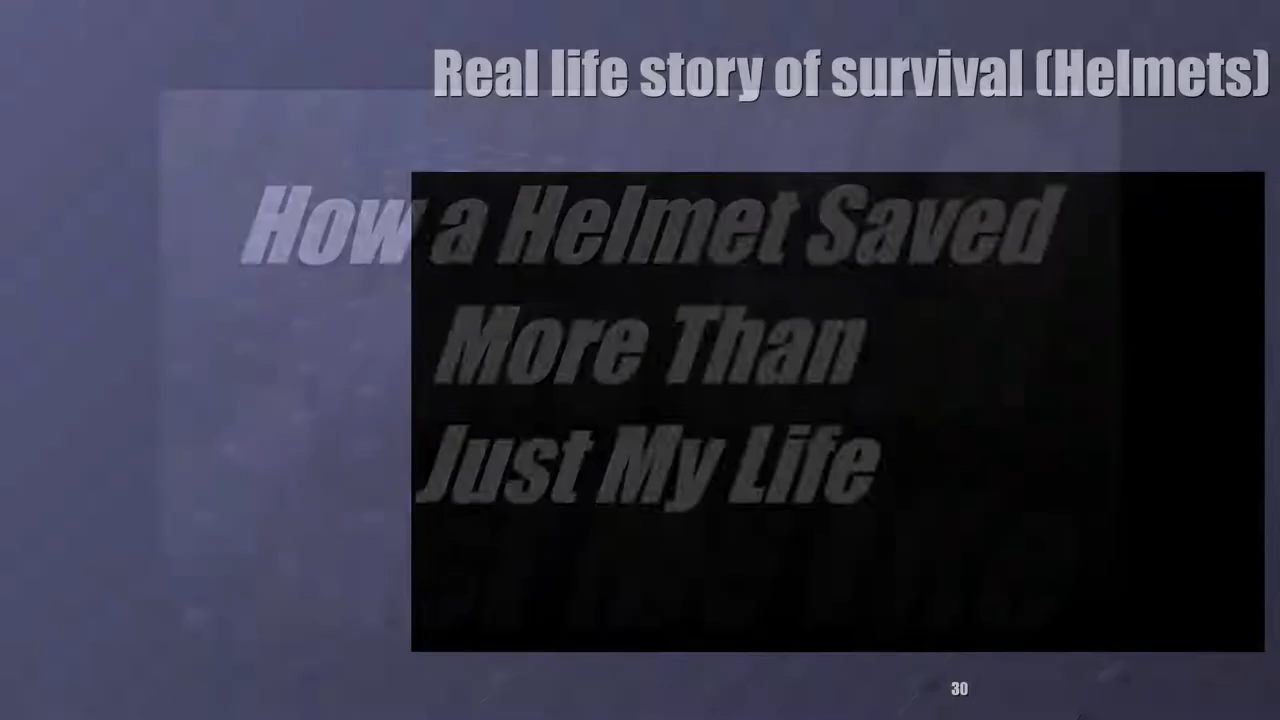 Real life story of survival (Helmets)
How a Helmet Saved
More Than
Just My Life
30